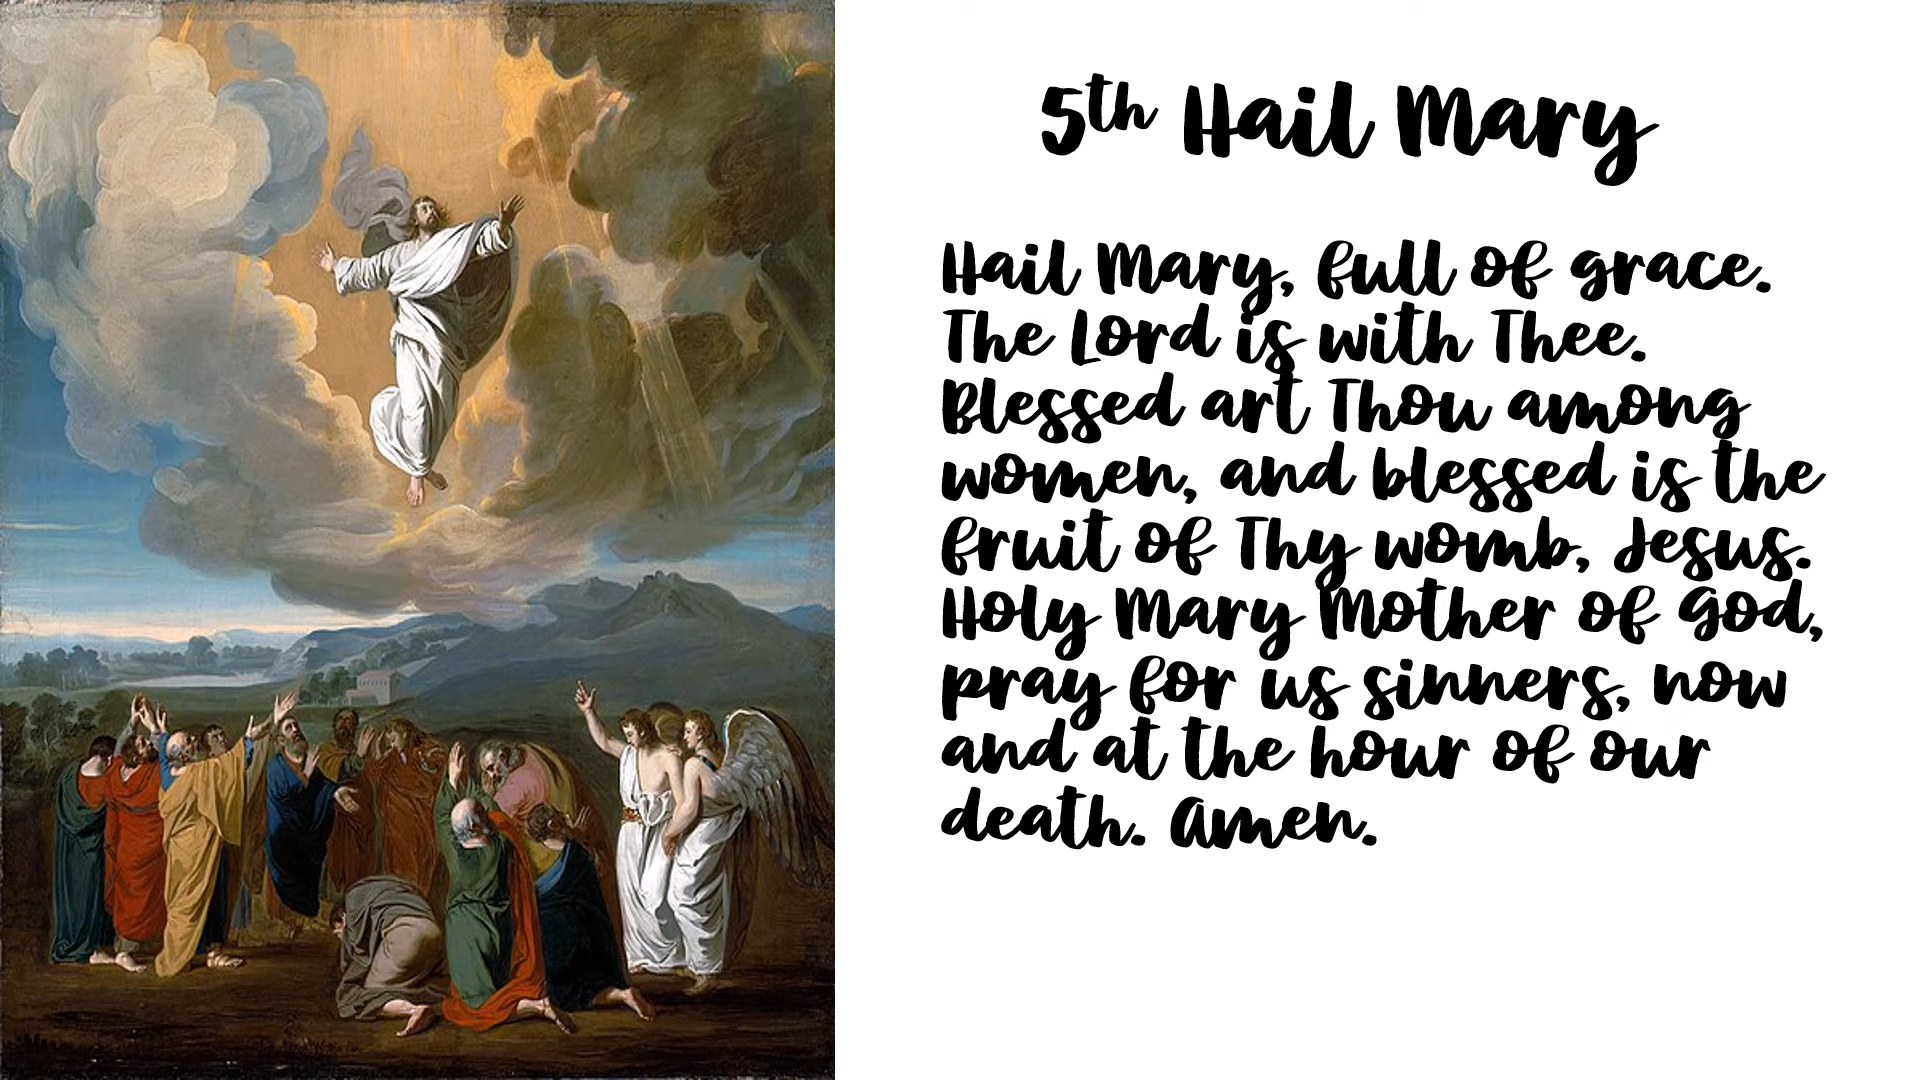 5th Hail Mary
Hail Mary, full of grace.
The Lord is with Thee.
Blessed art Thou among
women, and blessed is the
fruit of Thy womb, Jesus.
Holy Mary Mother of God,
pray for us sinners, now
and at the hour of our
death. Amen.